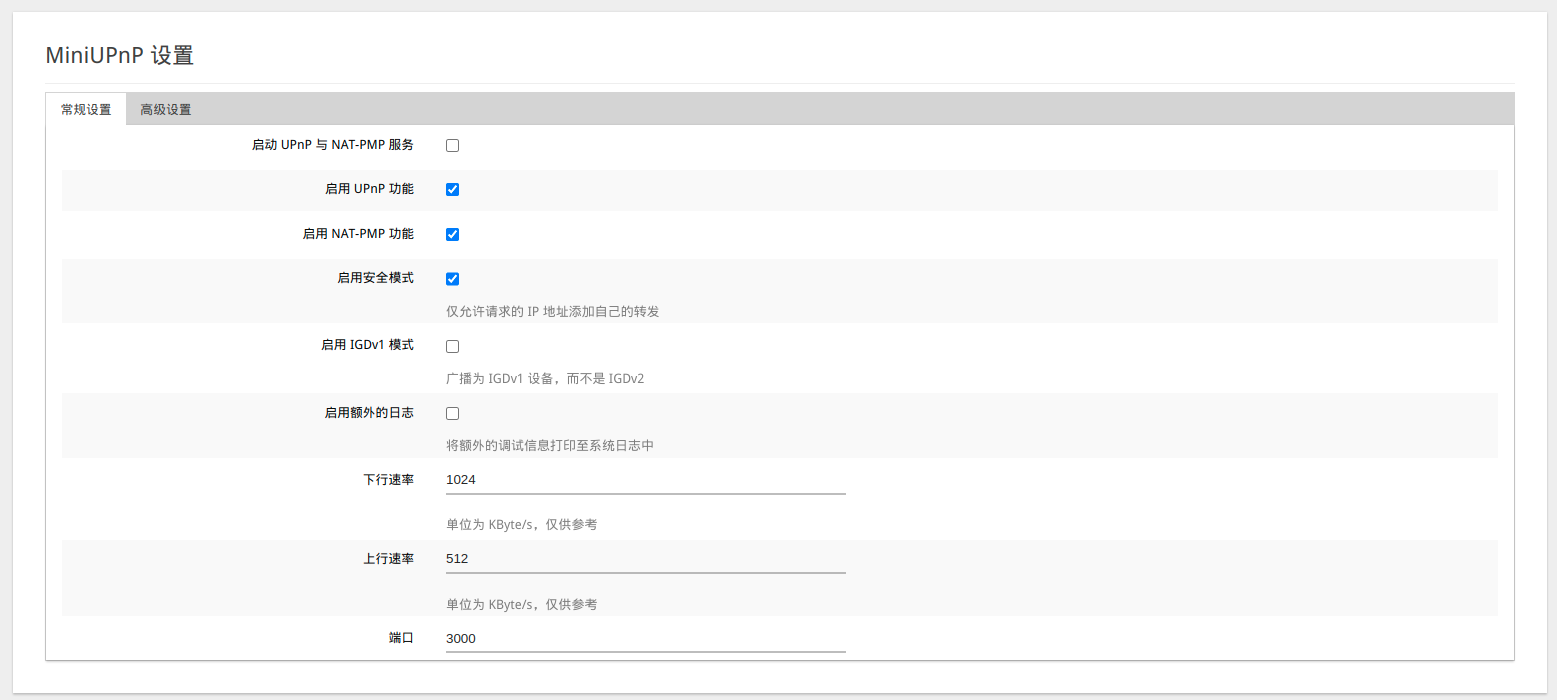 MiniUPnP 设置
常规设置 高级设置
启动 UPnP 与 NAT-PMP 服务
启用 UPnP 功能
启用 NAT-PMP 功能
启用安全模式
仅允许请求的 IP 地址添加自己的转发
启用 IGDv1 模式
广播为 IGDv1 设备，而不是 IGDv2
启用额外的日志
将额外的调试信息打印至系统日志中
下行速率 1024
单位为 KByte/s，仅供参考
上行速率 512
单位为 KByte/s，仅供参考
端口 3000